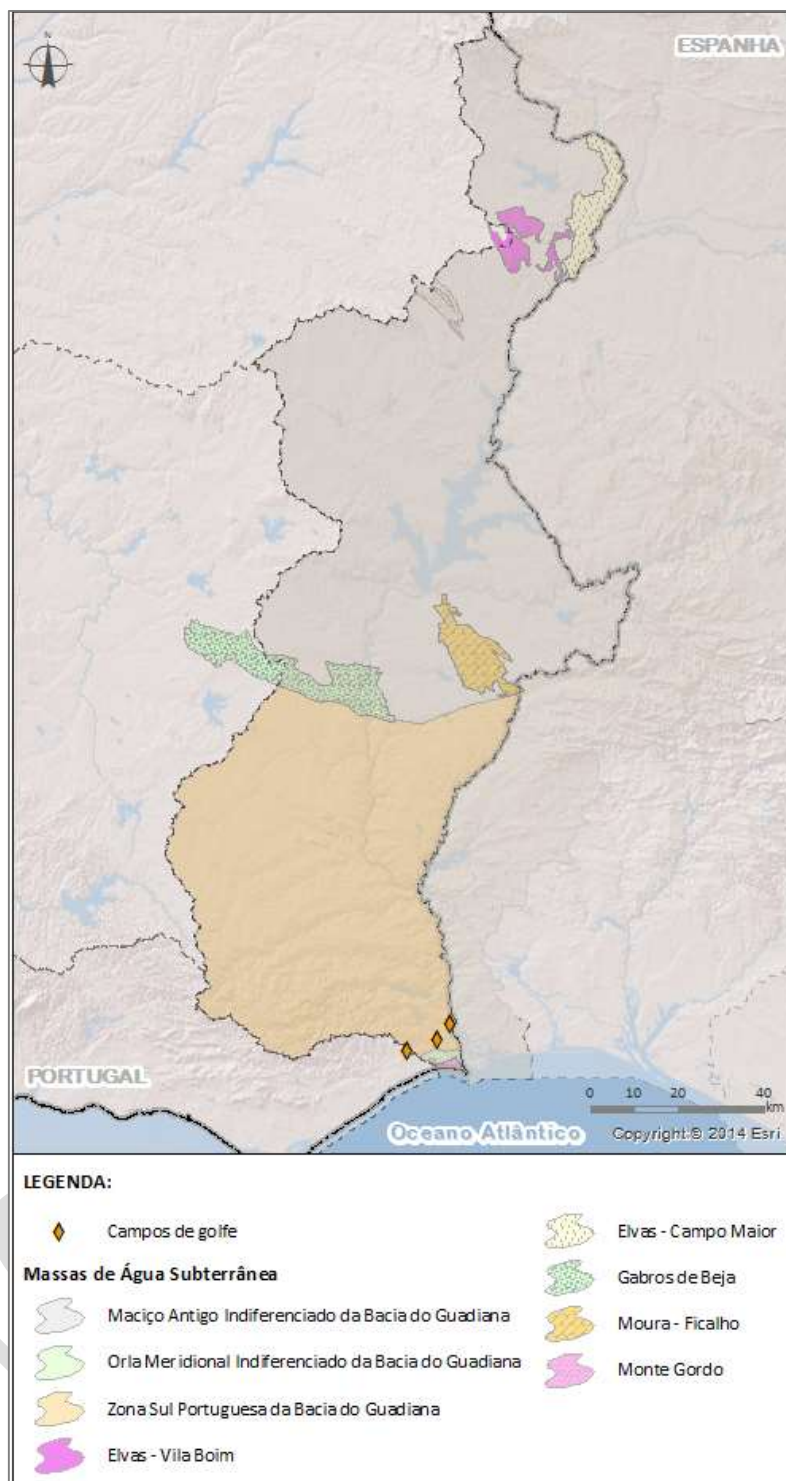 N
ESPANHA
PORTUGAL
0 10 20 40
km
Oceano Atlântico
Copyright:© 2014 Esri
LEGENDA:
Campos de golfe
Massas de Água Subterrânea
Maciço Antigo Indiferenciado da Bacia do Guadiana
Orla Meridional Indiferenciado da Bacia do Guadiana
Zona Sul Portuguesa da Bacia do Guadiana
Elvas - Vila Boim
Elvas - Campo Maior
Gabros de Beja
Moura - Ficalho
Monte Gordo